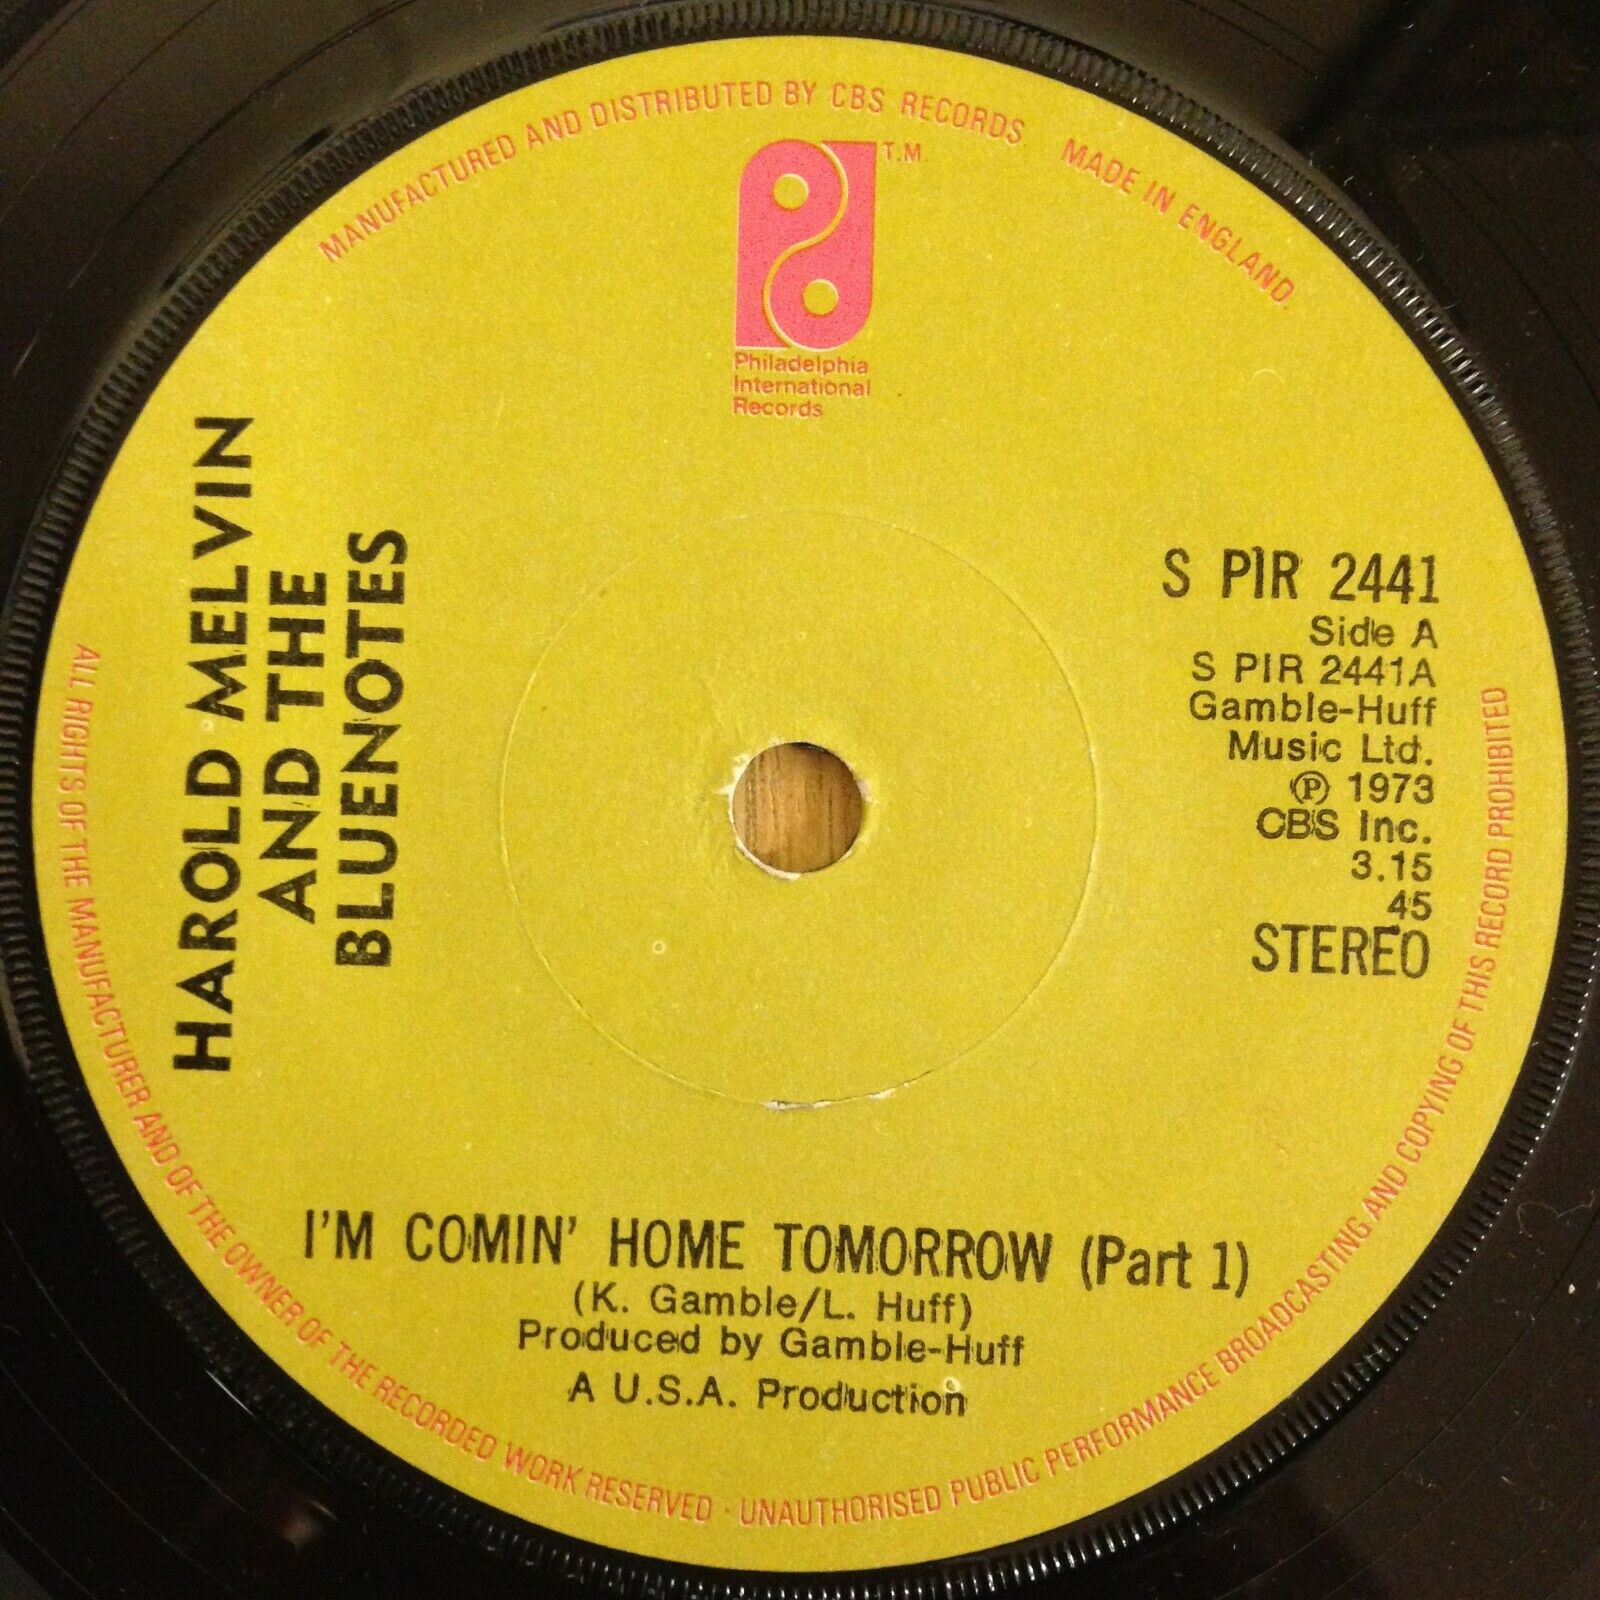 MANUFACTURED AND DISTRIBUTED BY CBS RECORDS MADE IN ENGLAND
T.M.
Philadelphia
International
Records
HAROLD MELVIN
AND THE
BLUENOTES
S PIR 2441
Side A
S PIR 2441A
Gamble-Huff
Music Ltd.
℗ 1973
CBS Inc.
3.15
45
STEREO
I'M COMIN' HOME TOMORROW (Part 1)
(K. Gamble/L. Huff)
Produced by Gamble-Huff
A U.S.A. Production
ALL RIGHTS OF THE MANUFACTURER AND OF THE OWNER OF THE RECORDED WORK RESERVED · UNAUTHORISED PUBLIC PERFORMANCE BROADCASTING AND COPYING OF THIS RECORD PROHIBITED